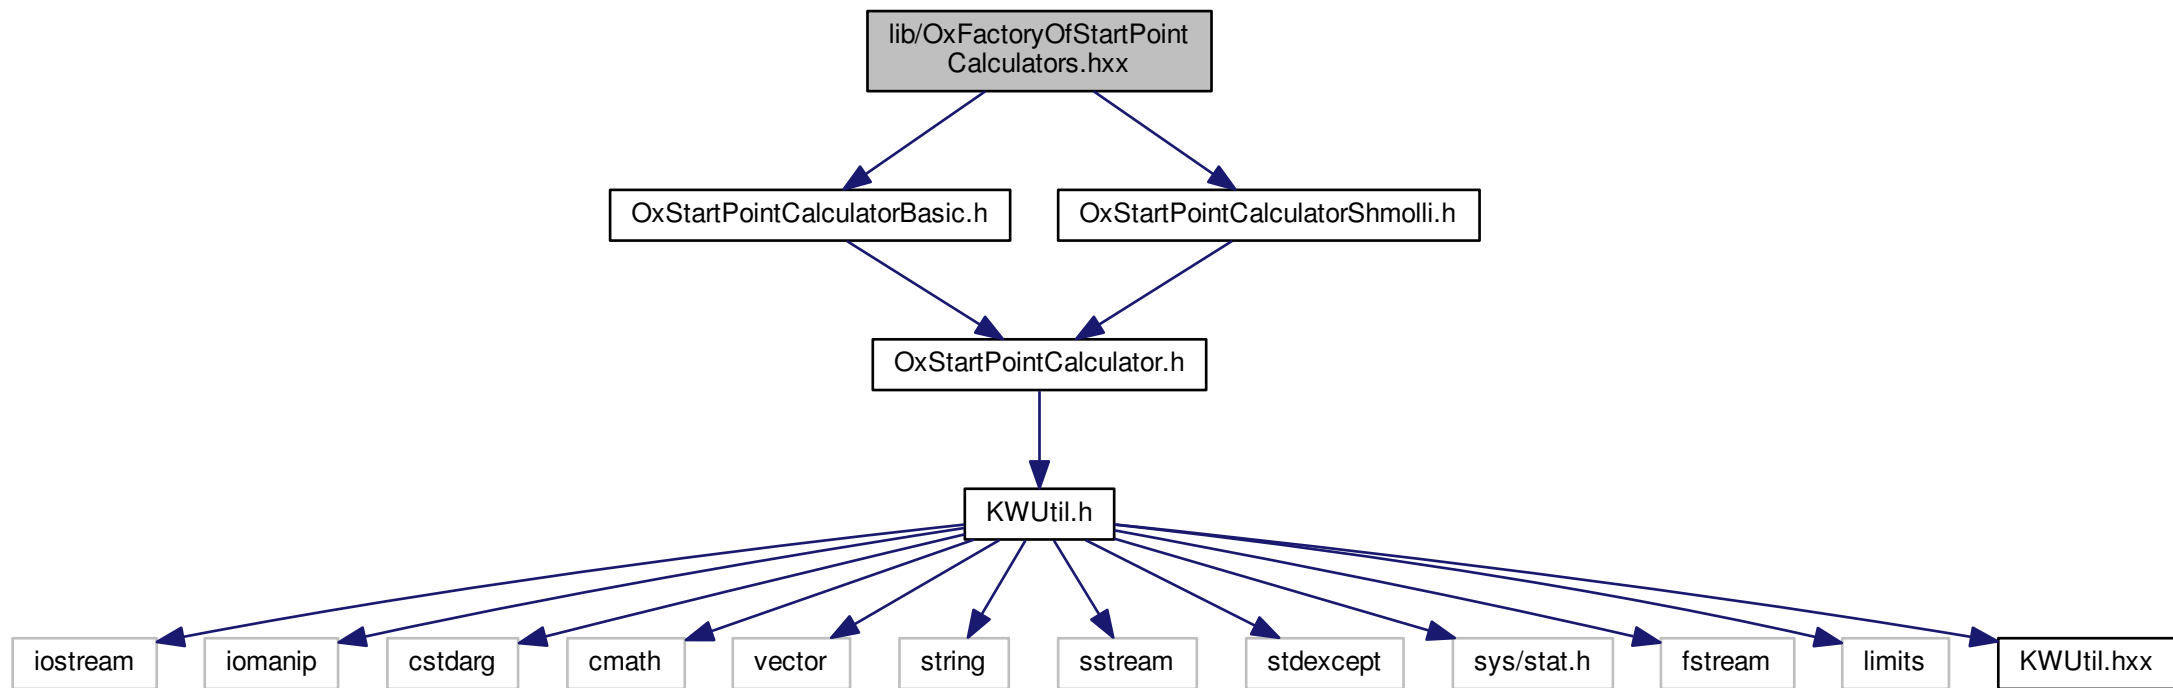 lib/OxFactoryOfStartPoint
Calculators.hxx
OxStartPointCalculatorBasic.h
OxStartPointCalculatorShmolli.h
OxStartPointCalculator.h
KWUtil.h
iostream
iomanip
cstdarg
cmath
vector
string
sstream
stdexcept
sys/stat.h
fstream
limits
KWUtil.hxx